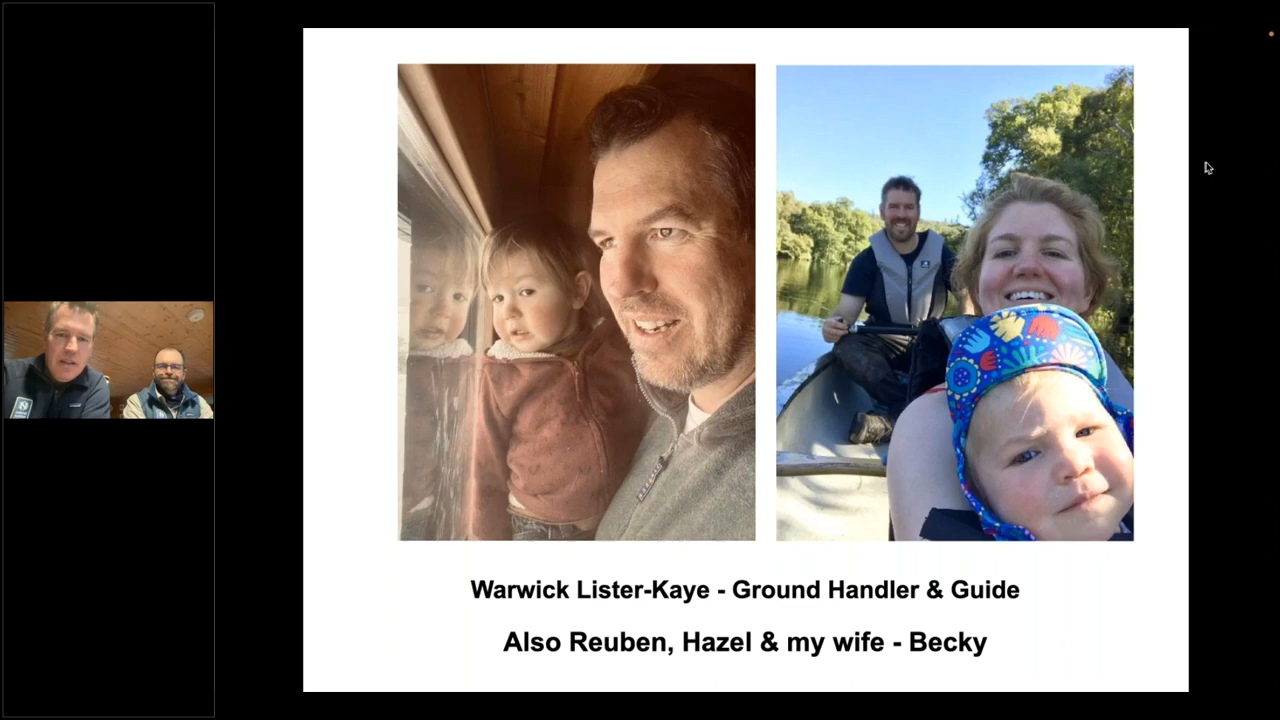 Warwick Lister-Kaye - Ground Handler & Guide
Also Reuben, Hazel & my wife - Becky